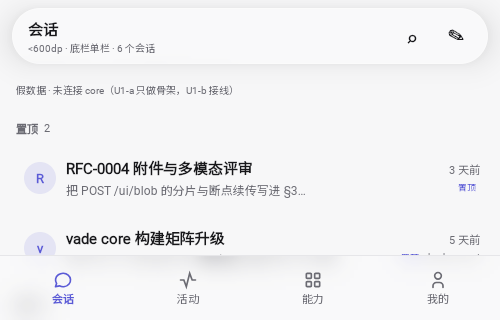 会话
<600dp · 底栏单栏 · 6 个会话
假数据 · 未连接 core（U1-a 只做骨架，U1-b 接线）
置顶 2
R
RFC-0004 附件与多模态评审
3 天前
把 POST /ui/blob 的分片与断点续传写进 §3…
置顶
v
vade core 构建矩阵升级
5 天前
会话
活动
能力
我的